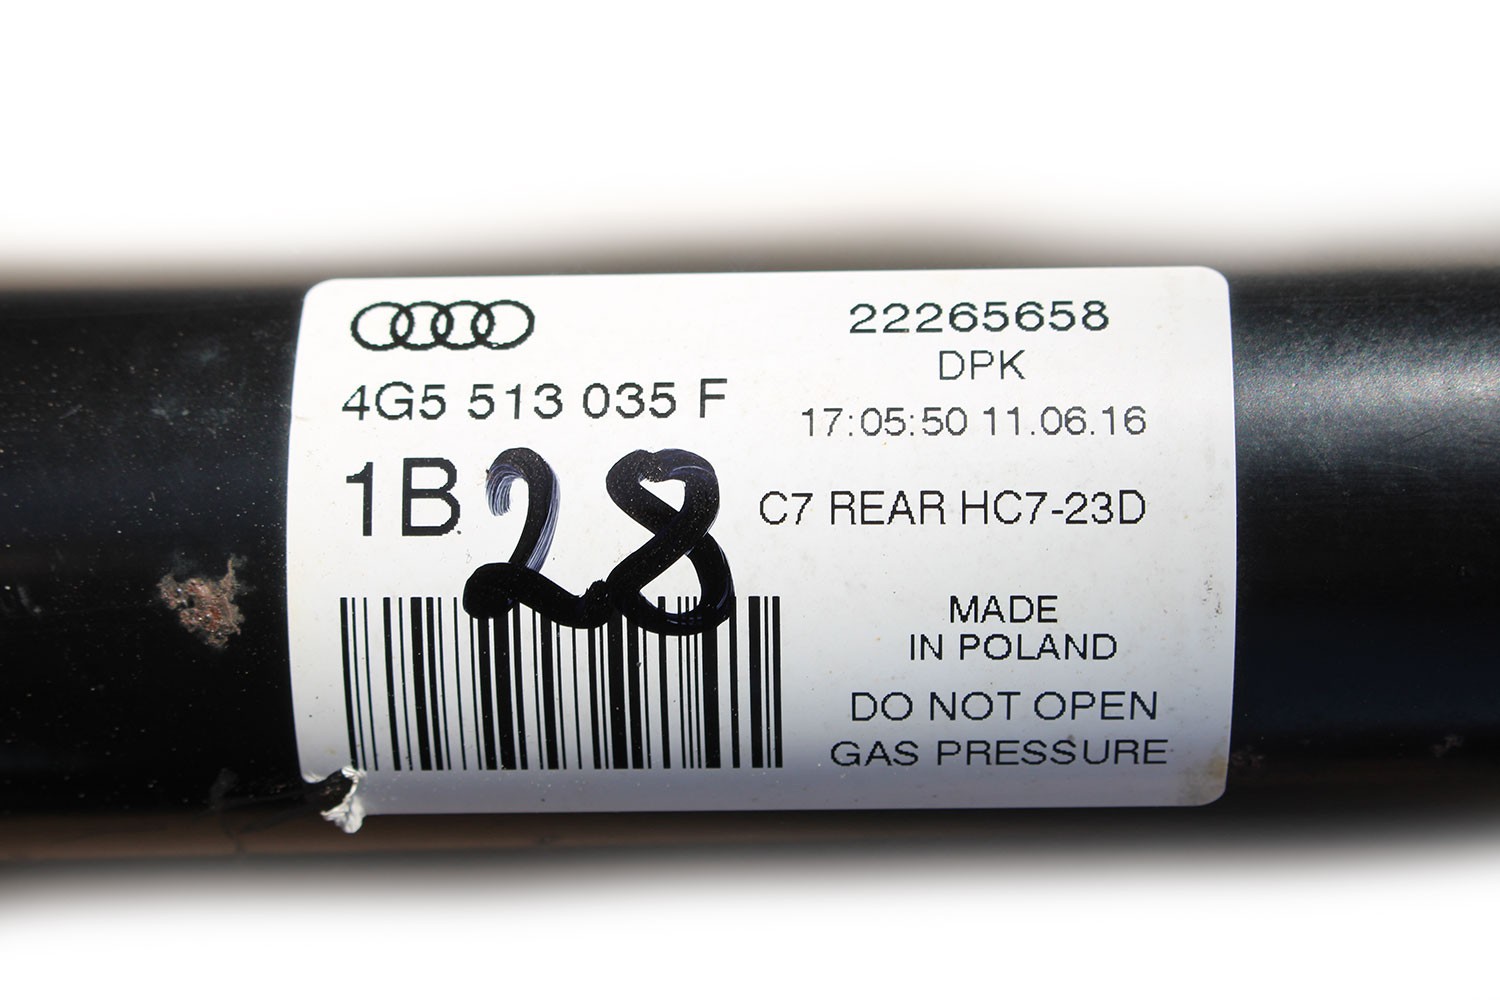 4G5 513 035 F
1B
28
22265658
DPK
17:05:50 11.06.16
C7 REAR HC7-23D
MADE
IN POLAND
DO NOT OPEN
GAS PRESSURE